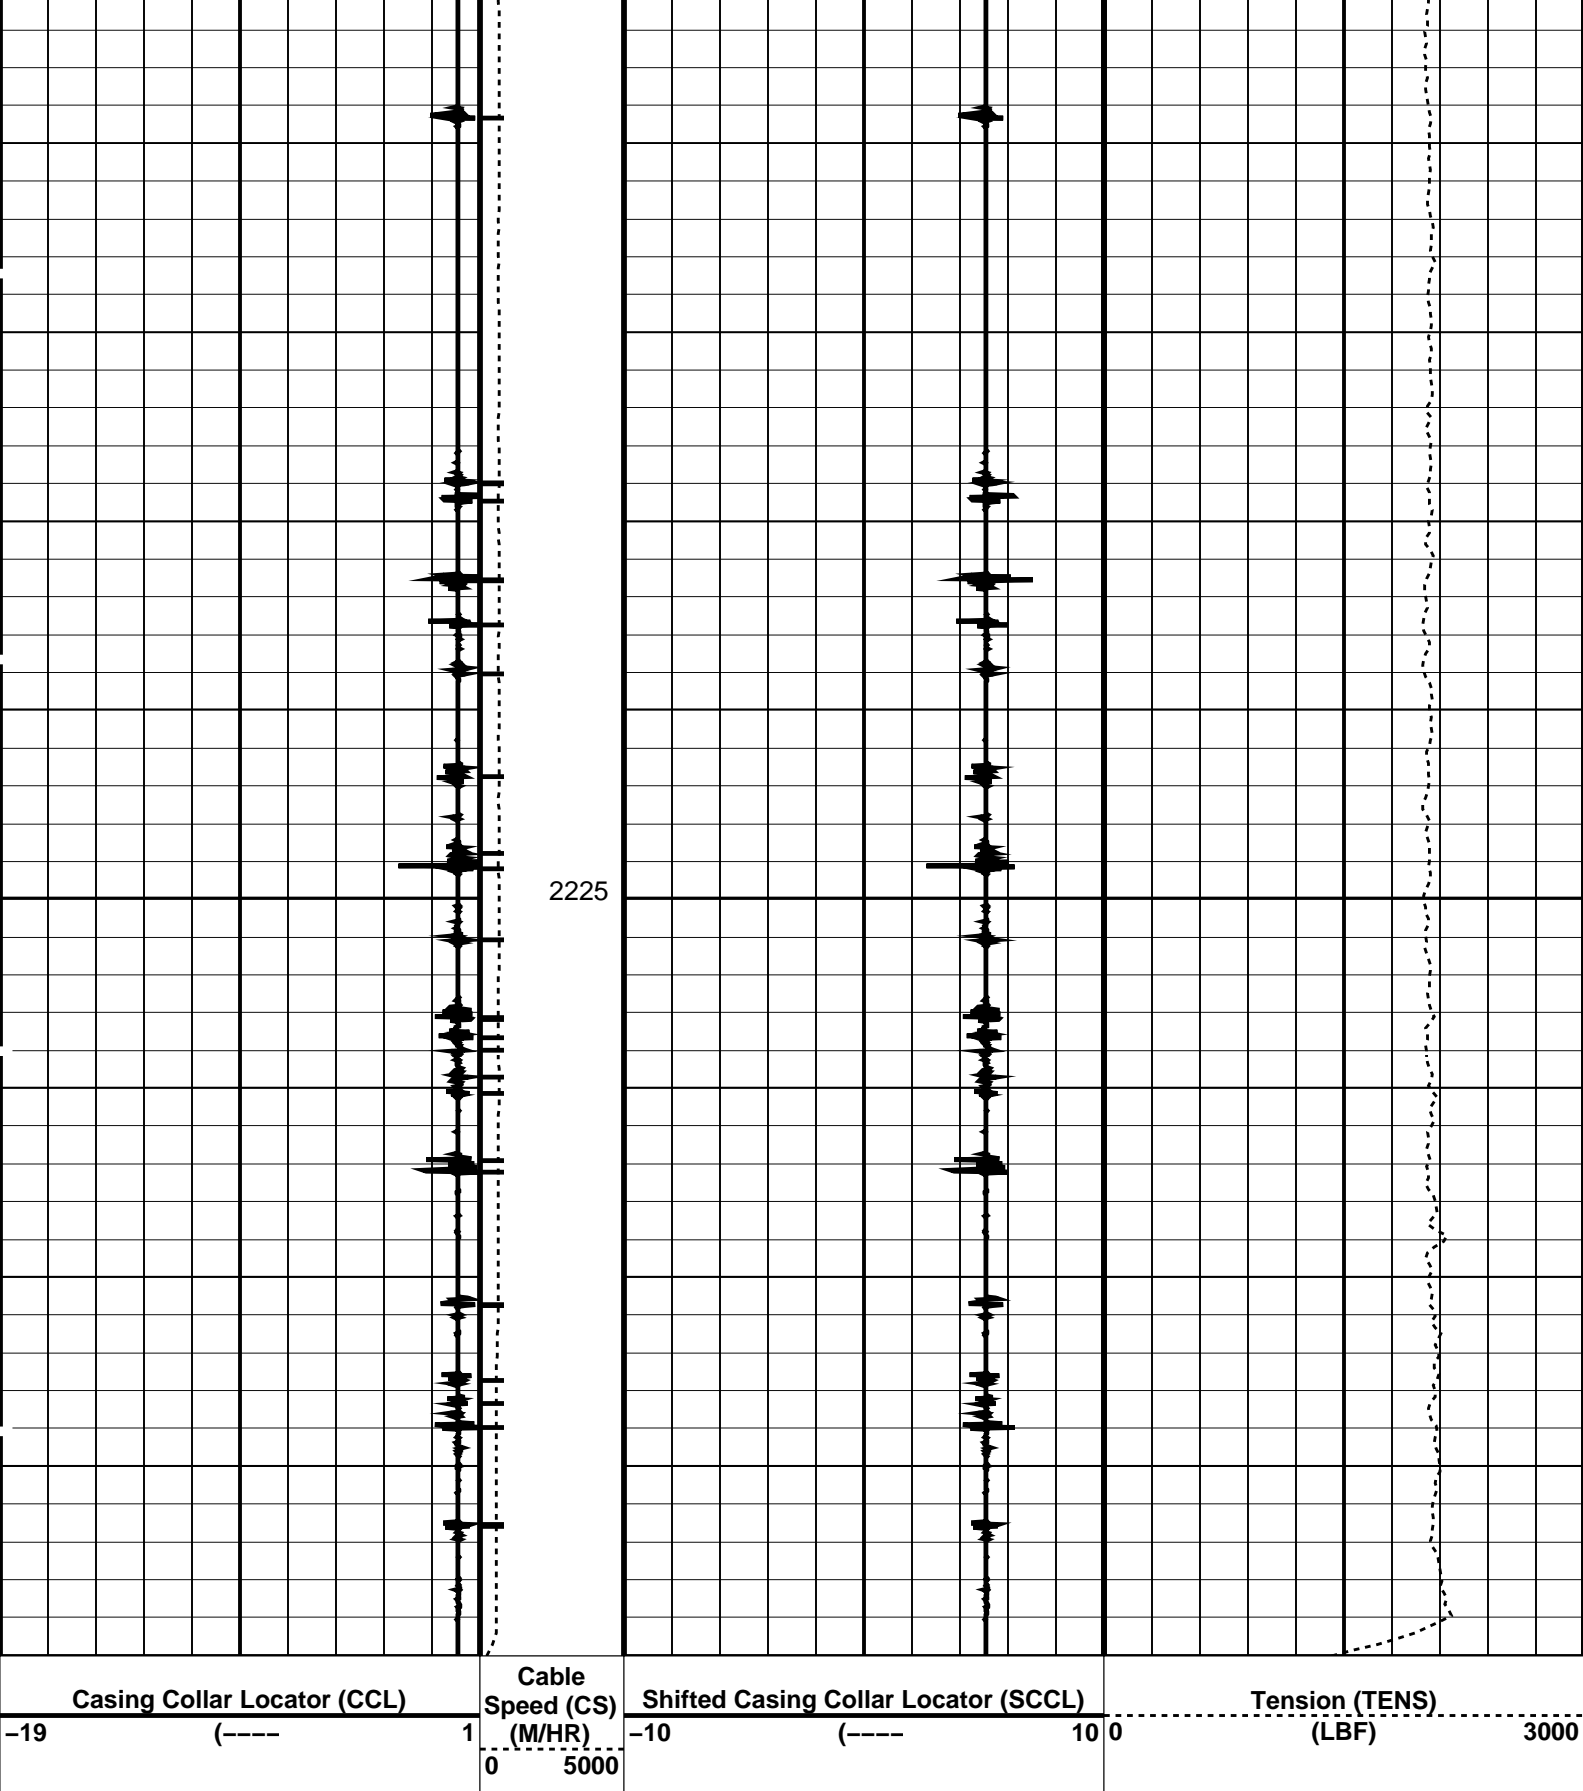 2225
Casing Collar Locator (CCL)
–19 (–––– 1
Cable
Speed (CS)
(M/HR)
0 5000
Shifted Casing Collar Locator (SCCL)
–10 (–––– 10
Tension (TENS)
0 (LBF) 3000